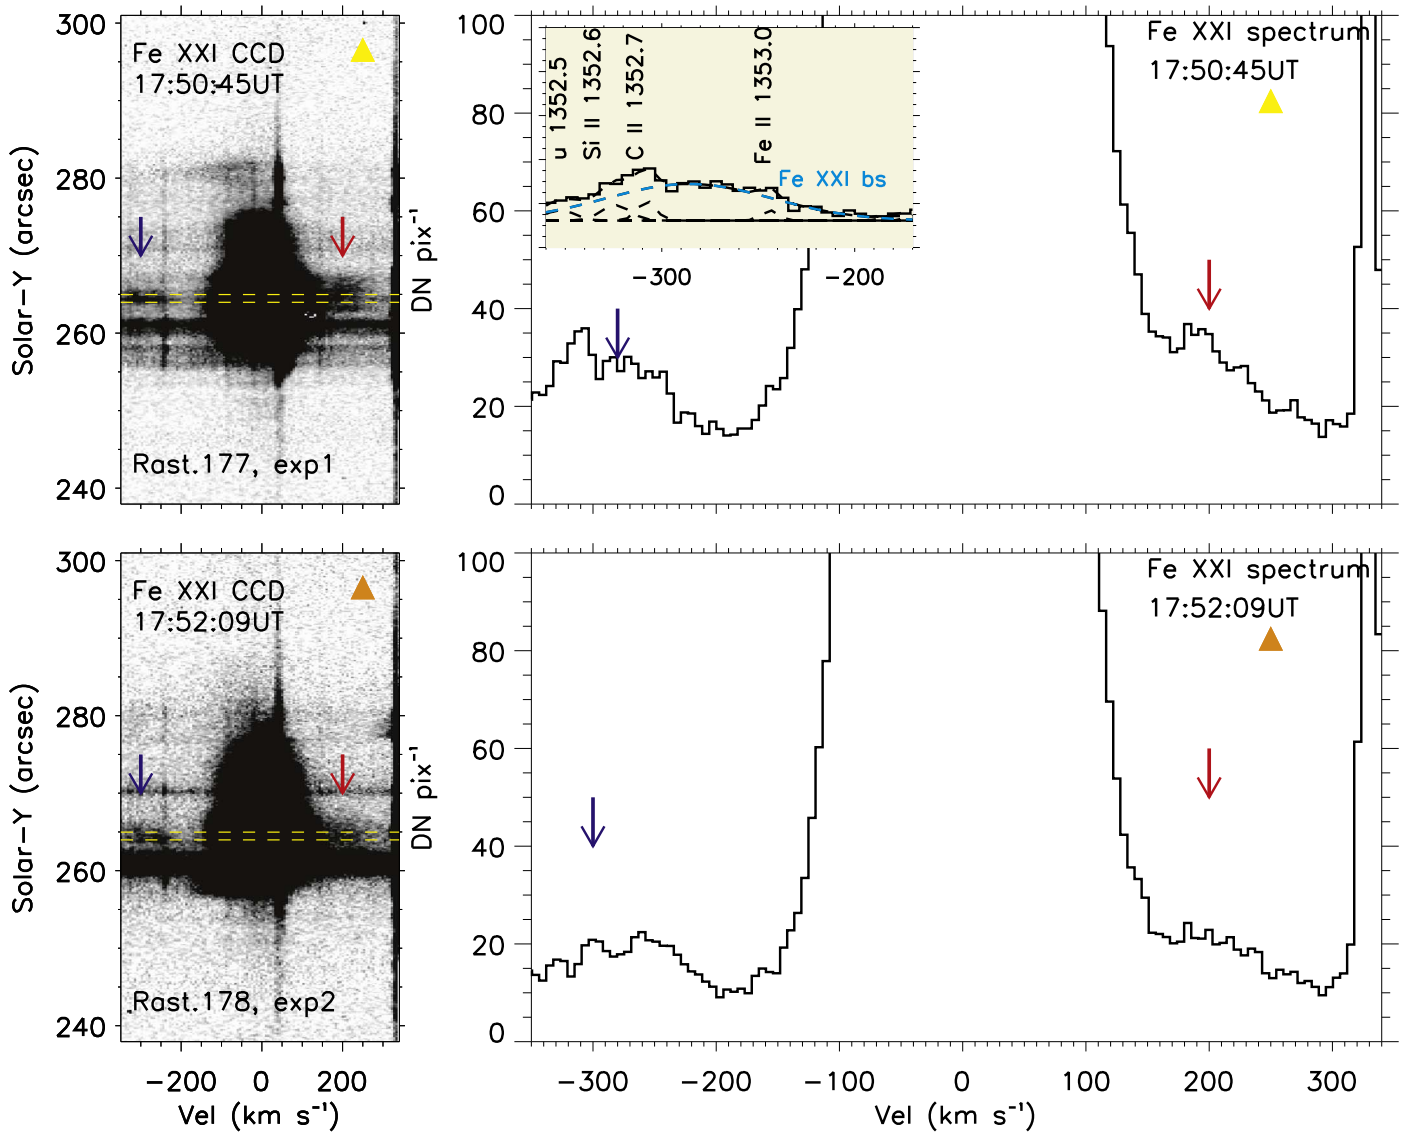 Fe XXI CCD
17:50:45UT
Rast.177, exp1
300
280
260
240
Solar−Y (arcsec)
Fe XXI spectrum
17:50:45UT
100
80
60
40
20
0
DN pix⁻¹
u 1352.5
Si II 1352.6
C II 1352.7
Fe II 1353.0
Fe XXI bs
−300
−200
Fe XXI CCD
17:52:09UT
Rast.178, exp2
300
280
260
240
Solar−Y (arcsec)
−200 0 200
Vel (km s⁻¹)
Fe XXI spectrum
17:52:09UT
100
80
60
40
20
0
DN pix⁻¹
−300 −200 −100 0 100 200 300
Vel (km s⁻¹)